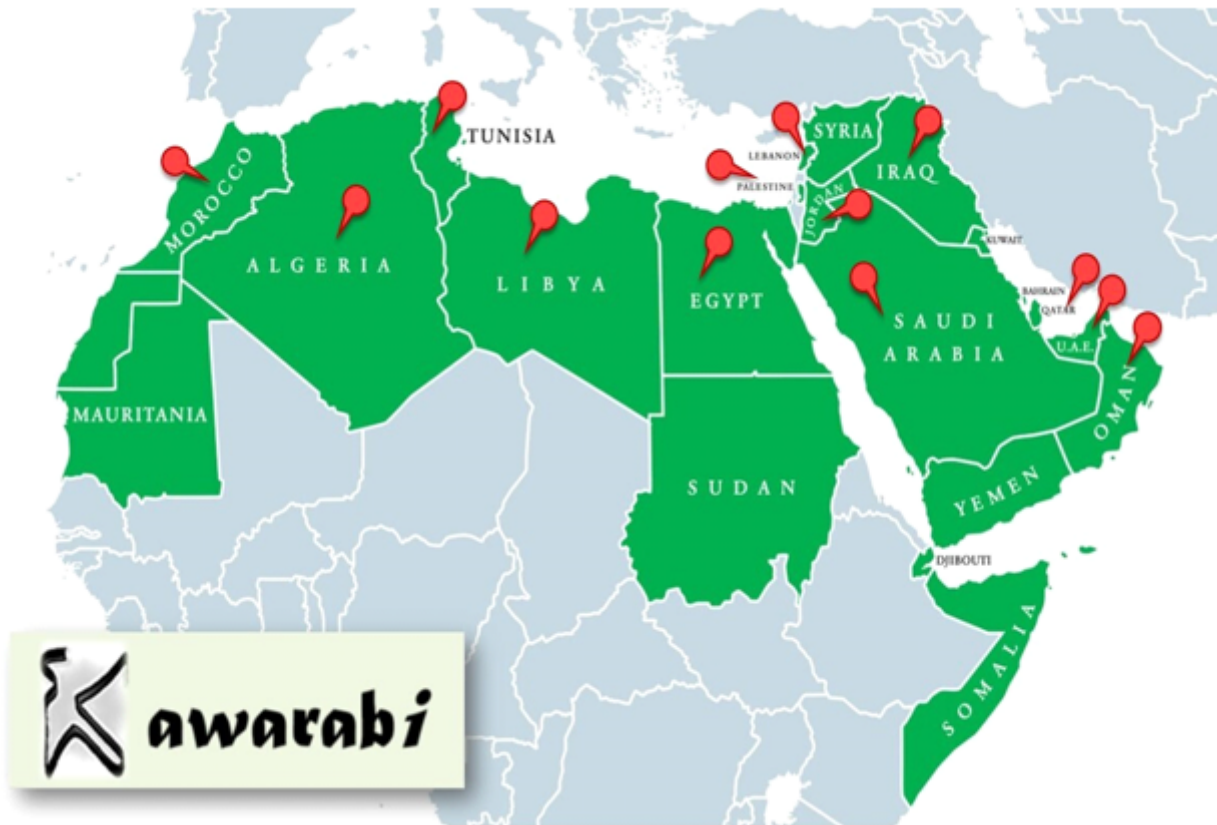 TUNISIA
SYRIA
LEBANON
IRAQ
MOROCCO
PALESTINE
JORDAN
KUWAIT
ALGERIA
LIBYA
EGYPT
BAHRAIN
QATAR
SAUDI
ARABIA
U.A.E.
MAURITANIA
OMAN
SUDAN
YEMEN
DJIBOUTI
SOMALIA
K awarabi